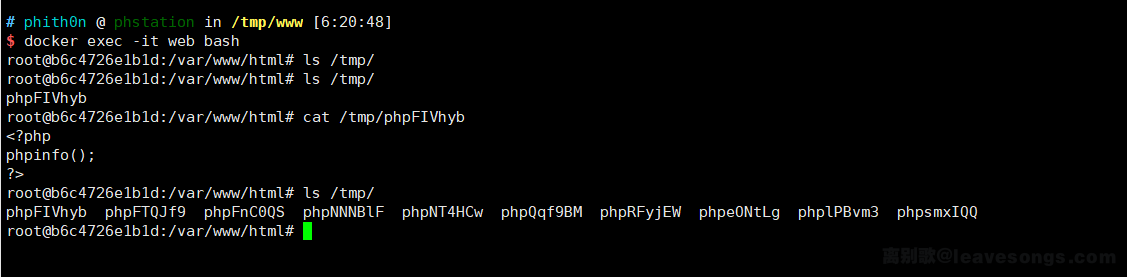 # phith0n @ phstation in /tmp/www [6:20:48]
$ docker exec -it web bash
root@b6c4726e1b1d:/var/www/html# ls /tmp/
root@b6c4726e1b1d:/var/www/html# ls /tmp/
phpFIVhyb
root@b6c4726e1b1d:/var/www/html# cat /tmp/phpFIVhyb
<?php
phpinfo();
?>
root@b6c4726e1b1d:/var/www/html# ls /tmp/
phpFIVhyb  phpFTQJf9  phpFnC0QS  phpNNNBlF  phpNT4HCw  phpQqf9BM  phpRFyjEW  phpeONtLg  phplPBvm3  phpsmxIQQ
root@b6c4726e1b1d:/var/www/html#
离别歌@leavesongs.com